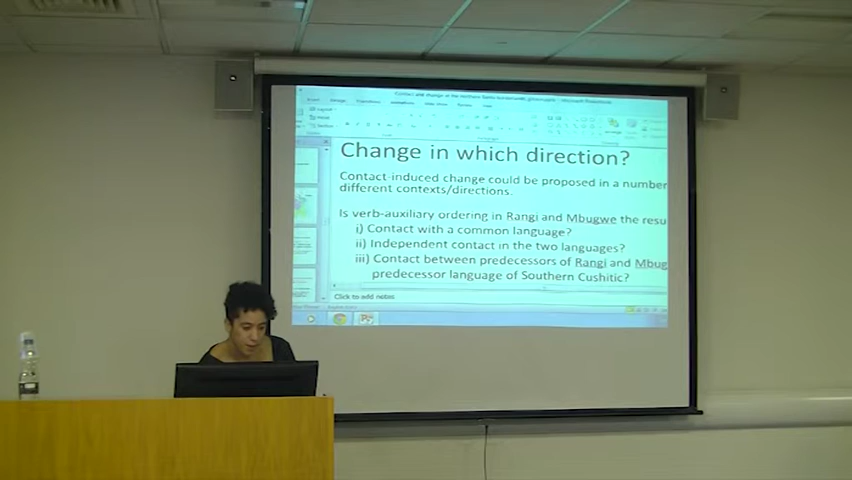 Change in which direction?
Contact-induced change could be proposed in a number
different contexts/directions.
Is verb-auxiliary ordering in Rangi and Mbugwe the resu
i) Contact with a common language?
ii) Independent contact in the two languages?
iii) Contact between predecessors of Rangi and Mbug
predecessor language of Southern Cushitic?
Click to add notes